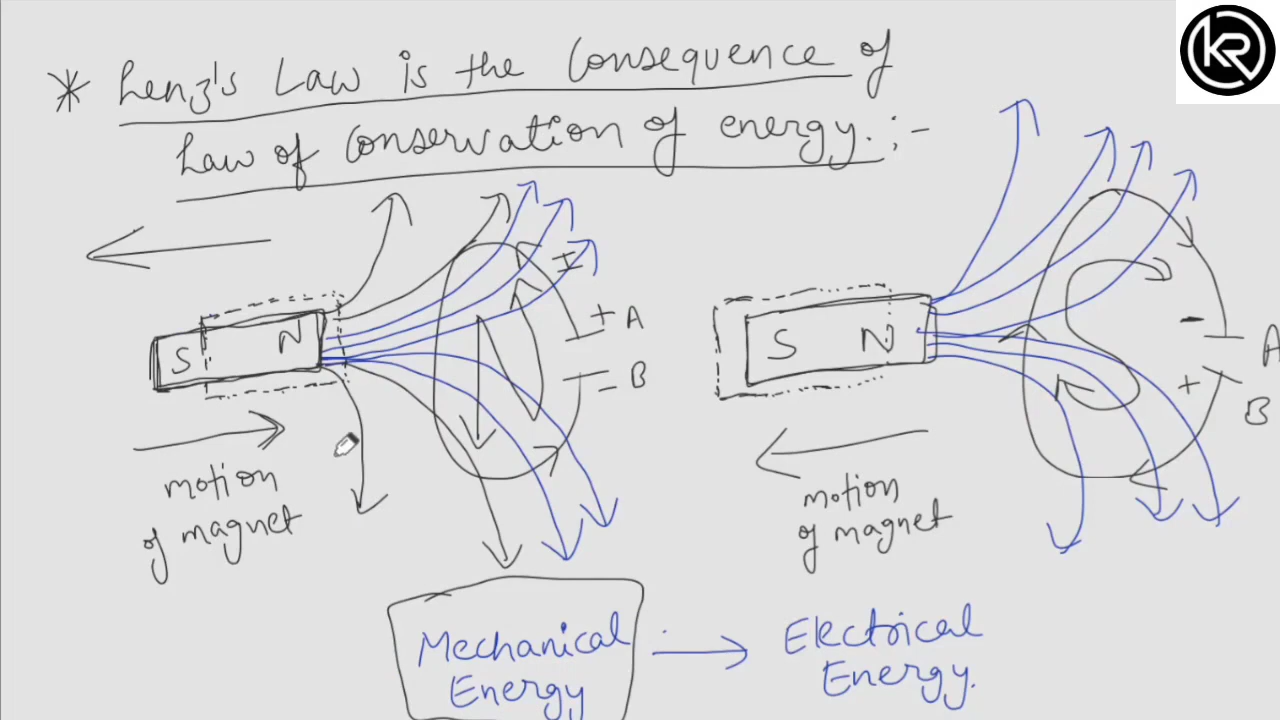 * Lenz's Law is the Consequence of
Law of Conservation of energy. :-
I
+ A
- B
S N
motion
of magnet
S N
- A
+ B
motion
of magnet
Mechanical → Electrical
Energy Energy.
KR